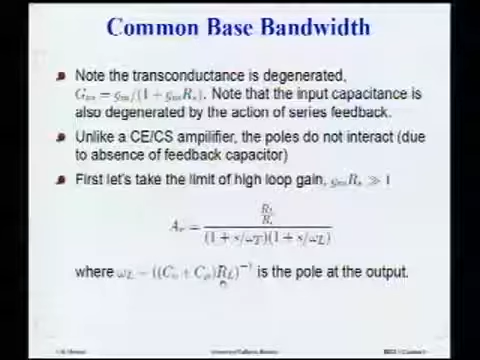 Common Base Bandwidth
Note the transconductance is degenerated,
G_m = g_m/(1 + g_m R_s). Note that the input capacitance is
also degenerated by the action of series feedback.
Unlike a CE/CS amplifier, the poles do not interact (due
to absence of feedback capacitor)
First let's take the limit of high loop gain, g_m R_s ≫ 1
A_v = (R_L/R_s)/((1 + s/ω_T)(1 + s/ω_L))
where ω_L = ((C_o + C_μ)R_L)^{-1} is the pole at the output.